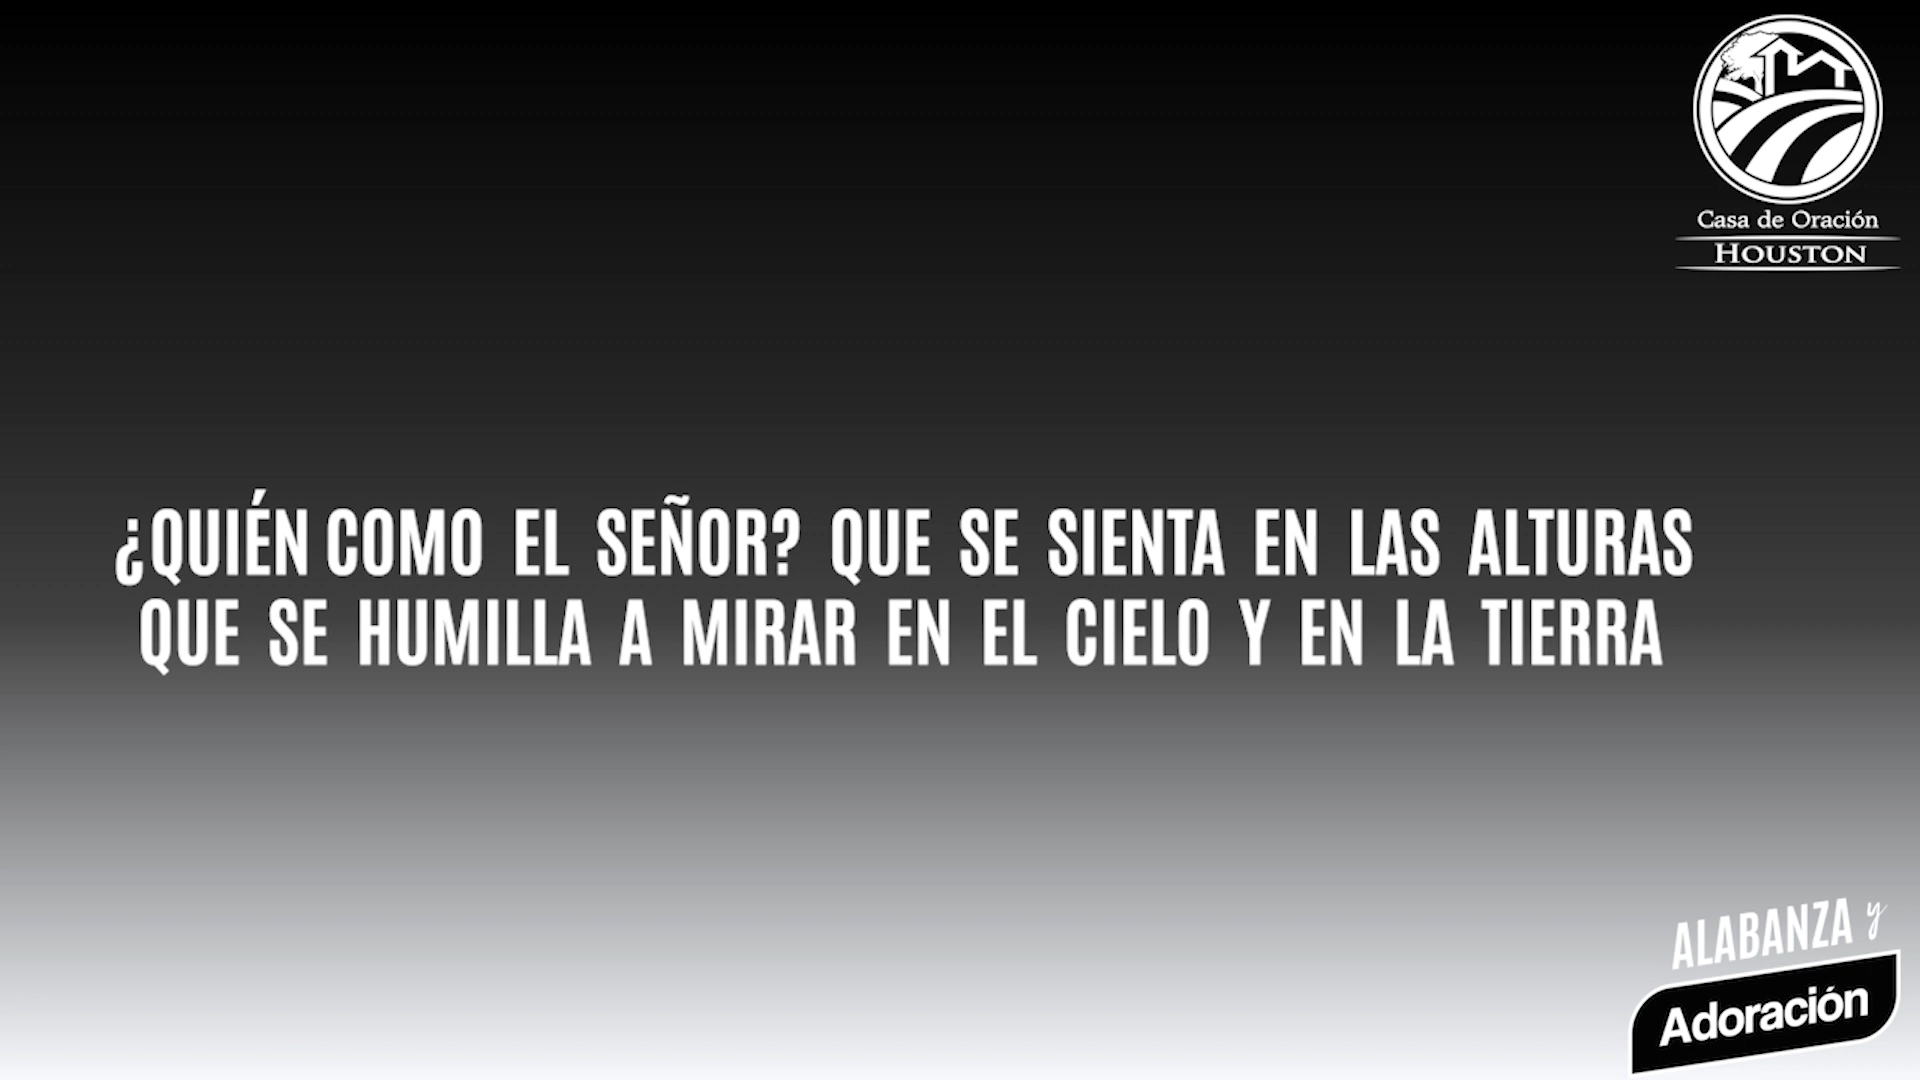 Casa de Oración
HOUSTON
¿QUIÉN COMO EL SEÑOR? QUE SE SIENTA EN LAS ALTURAS
QUE SE HUMILLA A MIRAR EN EL CIELO Y EN LA TIERRA
ALABANZA y
Adoración